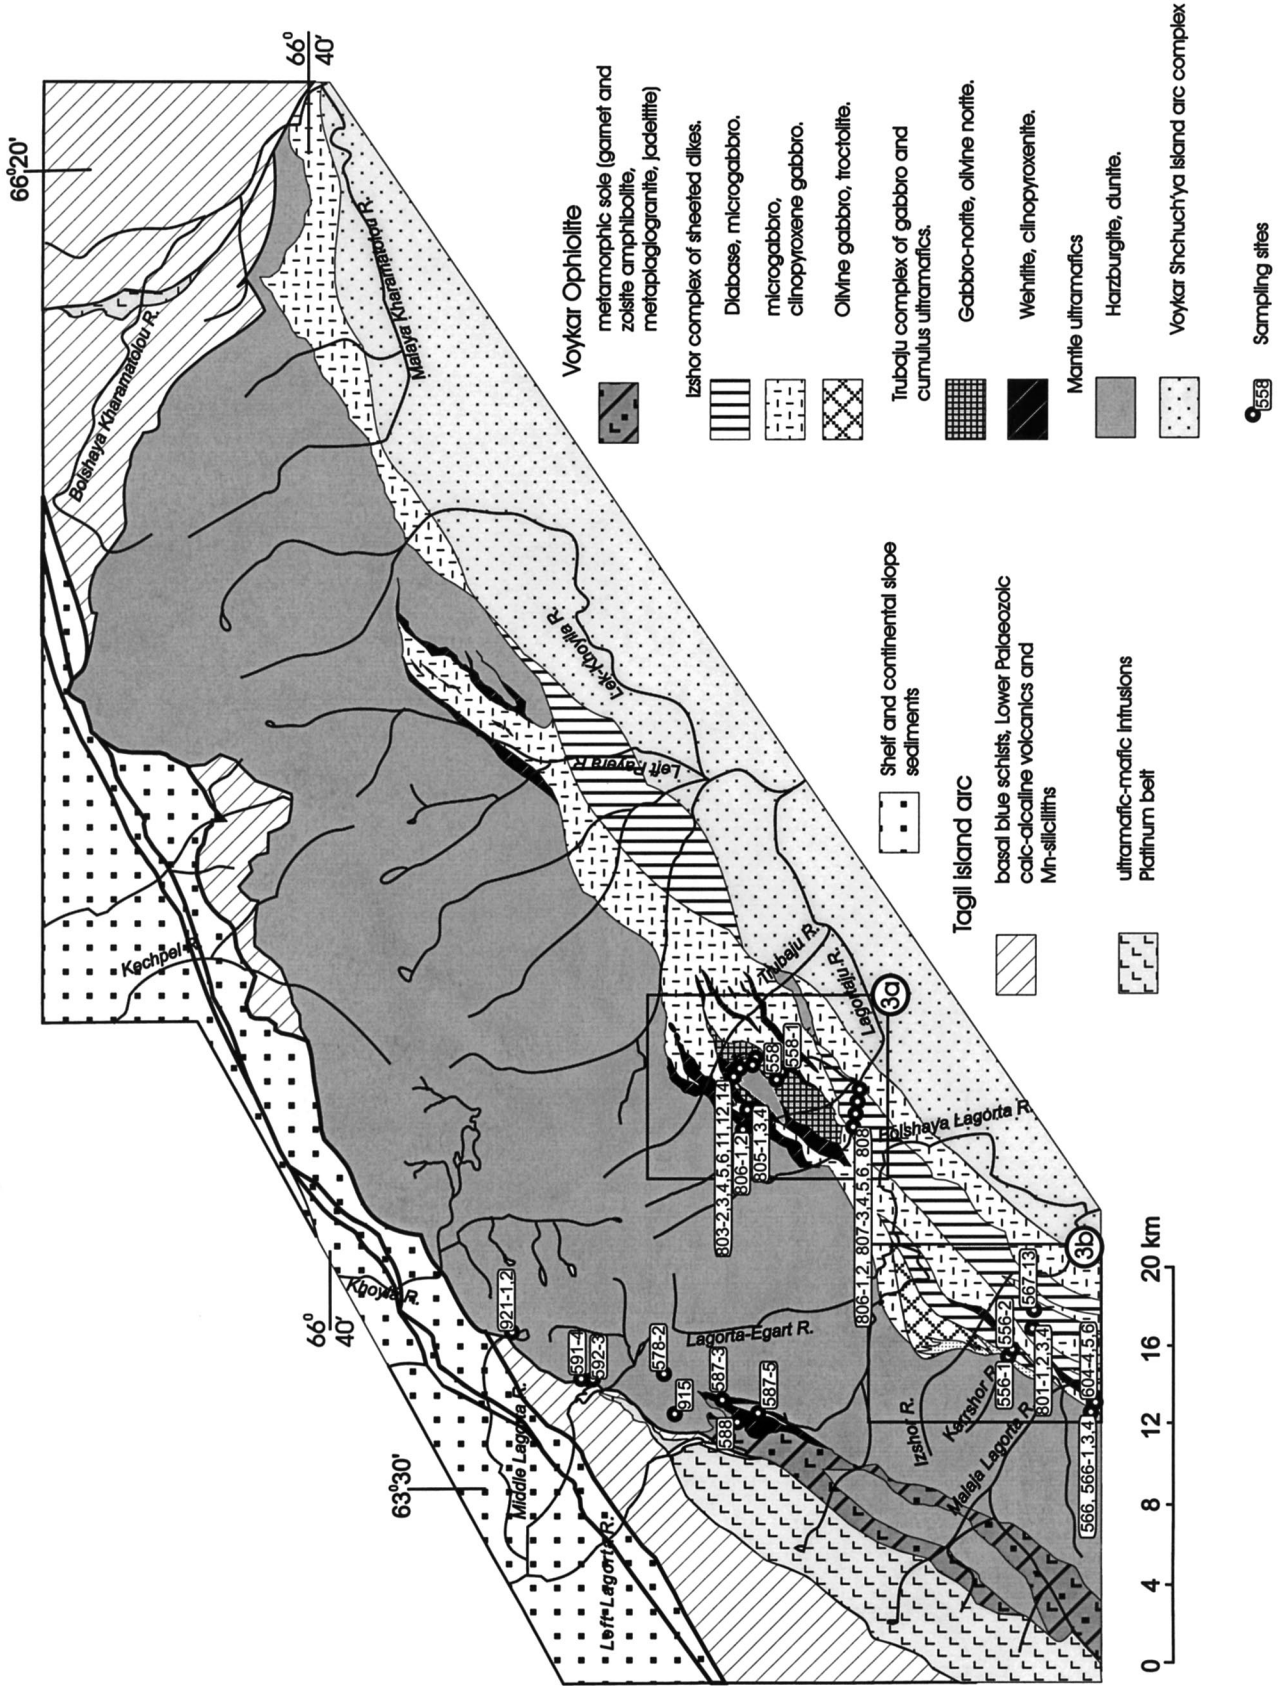 66°20'
66°
40'
Bolshaya Kharamatolou R.
Malaya Kharamatolou R.
Kechpel R.
Lek-Khoylia R.
Left Payera R.
Trubaju R.
Lagortaju R.
3a
558
558-1
803-2,3,4,5,6,11,12,14
806-1,2
805-1,3,4
806-1,2, 807-3,4,5,6, 808
Bolshaya Lagorta R.
3b
Khoyla R.
66°
40'
921-1,2
591-4
592-3
578-2
Lagorta-Egart R.
915
587-3
587-5
588
556-2
567-13
556-1
801-1,2,3,4
604-4,5,6
566, 566-1,3,4
Izshor R.
Kerrshor R.
Malaja Lagorta R.
63°30'
Middle Lagorta R.
Left Lagorta R.
0 4 8 12 16 20 km
Voykar Ophiolite
metamorphic sole (garnet and
zoisite amphibolite,
metaplagiogranite, jadeitite)
Izshor complex of sheeted dikes.
Diabase, microgabbro.
microgabbro,
clinopyroxene gabbro.
Olivine gabbro, troctolite.
Trubaju complex of gabbro and
cumulus ultramafics.
Gabbro-norite, olivine norite.
Wehrlite, clinopyroxenite.
Mantle ultramafics
Harzburgite, dunite.
Voykar Shchuch'ya Island arc complex
558
Sampling sites
Shelf and continental slope
sediments
Tagil island arc
basal blue schists, Lower Palaeozoic
calc-alcaline volcanics and
Mn-siliciliths
ultramafic-mafic intrusions
Platinum belt